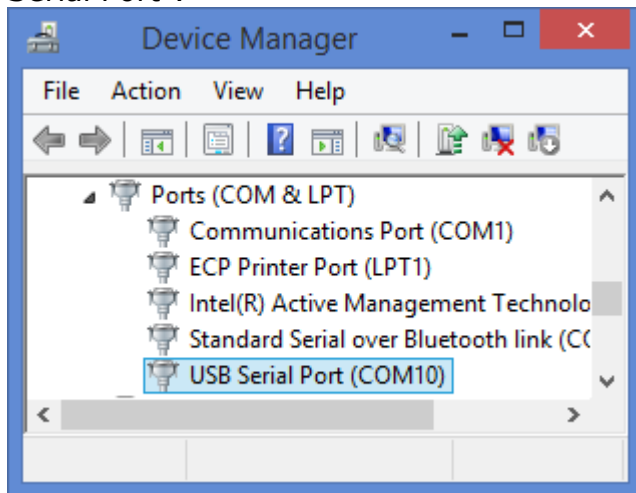 Device Manager
File Action View Help
Ports (COM & LPT)
Communications Port (COM1)
ECP Printer Port (LPT1)
Intel(R) Active Management Technolo
Standard Serial over Bluetooth link (CO
USB Serial Port (COM10)